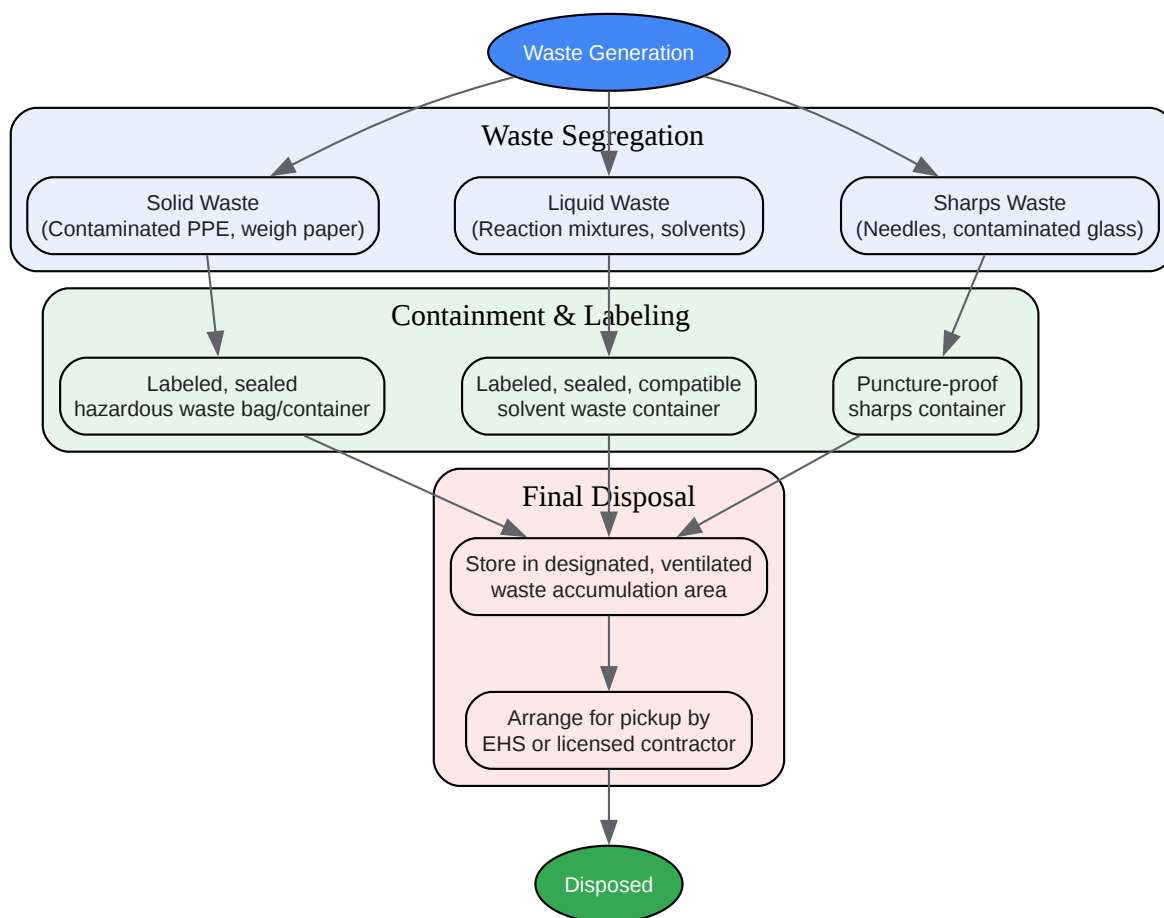 Waste Generation
Waste Segregation
Solid Waste
(Contaminated PPE, weigh paper)
Liquid Waste
(Reaction mixtures, solvents)
Sharps Waste
(Needles, contaminated glass)
Containment & Labeling
Labeled, sealed
hazardous waste bag/container
Labeled, sealed, compatible
solvent waste container
Puncture-proof
sharps container
Final Disposal
Store in designated, ventilated
waste accumulation area
Arrange for pickup by
EHS or licensed contractor
Disposed